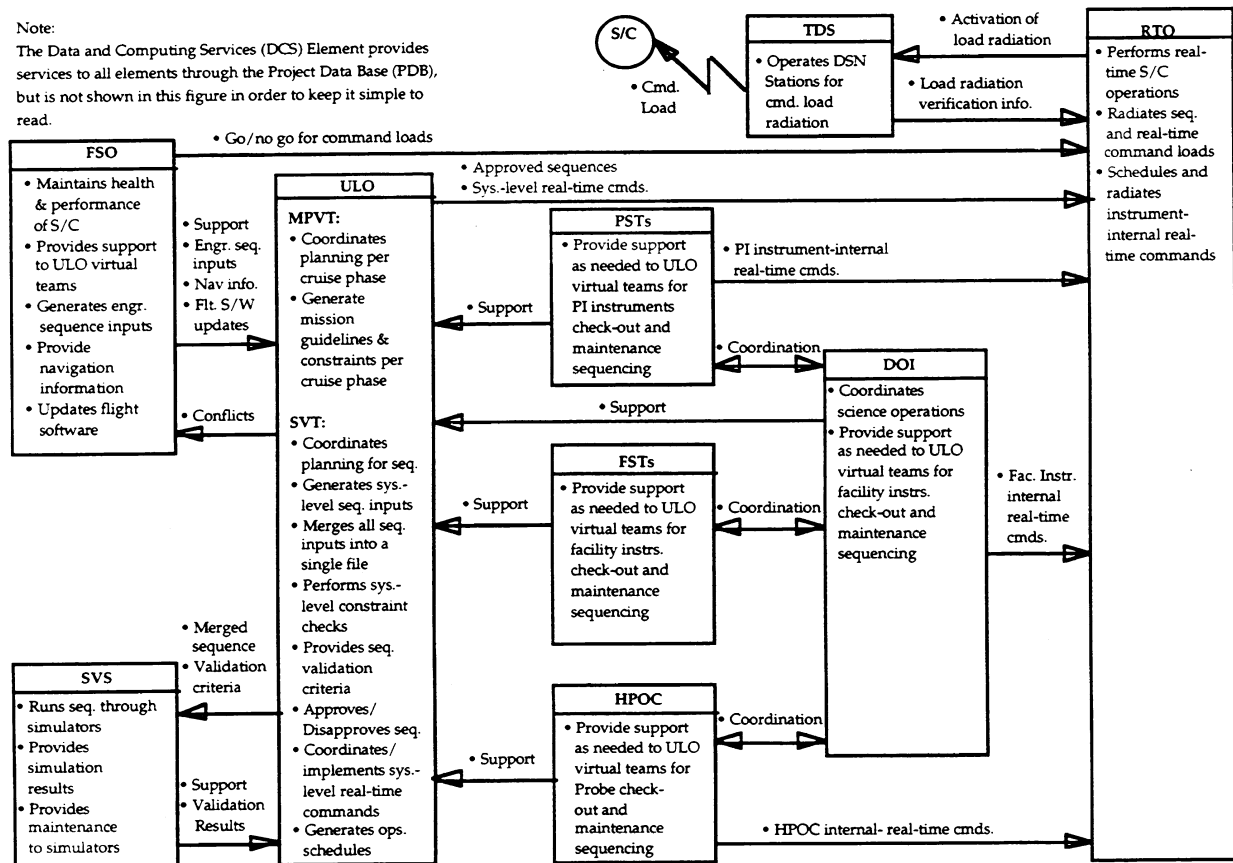 Note:
The Data and Computing Services (DCS) Element provides
services to all elements through the Project Data Base (PDB),
but is not shown in this figure in order to keep it simple to
read.
S/C
• Cmd.
Load
TDS
• Operates DSN
Stations for
cmd. load
radiation
• Activation of
load radiation
• Load radiation
verification info.
RTO
• Performs real-
time S/C
operations
• Radiates seq.
and real-time
command loads
• Schedules and
radiates
instrument-
internal real-
time commands
• Go/no go for command loads
FSO
• Maintains health
& performance
of S/C
• Provides support
to ULO virtual
teams
• Generates engr.
sequence inputs
• Provide
navigation
information
• Updates flight
software
• Support
• Engr. seq.
inputs
• Nav info.
• Flt. S/W
updates
• Conflicts
• Approved sequences
• Sys.-level real-time cmds.
ULO
MPVT:
• Coordinates
planning per
cruise phase
• Generate
mission
guidelines &
constraints per
cruise phase
SVT:
• Coordinates
planning for seq.
• Generates sys.-
level seq. inputs
• Merges all seq.
inputs into a
single file
• Performs sys.-
level constraint
checks
• Provides seq.
validation
criteria
• Approves/
Disapproves seq.
• Coordinates/
implements sys.-
level real-time
commands
• Generates ops.
schedules
PSTs
• Provide support
as needed to ULO
virtual teams for
PI instruments
check-out and
maintenance
sequencing
• PI instrument-internal
real-time cmds.
• Support
• Coordination
DOI
• Coordinates
science operations
• Provide support
as needed to ULO
virtual teams for
facility instrs.
check-out and
maintenance
sequencing
• Support
FSTs
• Provide support
as needed to ULO
virtual teams for
facility instrs.
check-out and
maintenance
sequencing
• Support
• Coordination
• Fac. Instr.
internal
real-time
cmds.
• Merged
sequence
• Validation
criteria
SVS
• Runs seq. through
simulators
• Provides
simulation
results
• Provides
maintenance
to simulators
• Support
• Validation
Results
HPOC
• Provide support
as needed to ULO
virtual teams for
Probe check-
out and
maintenance
sequencing
• Coordination
• Support
• HPOC internal- real-time cmds.